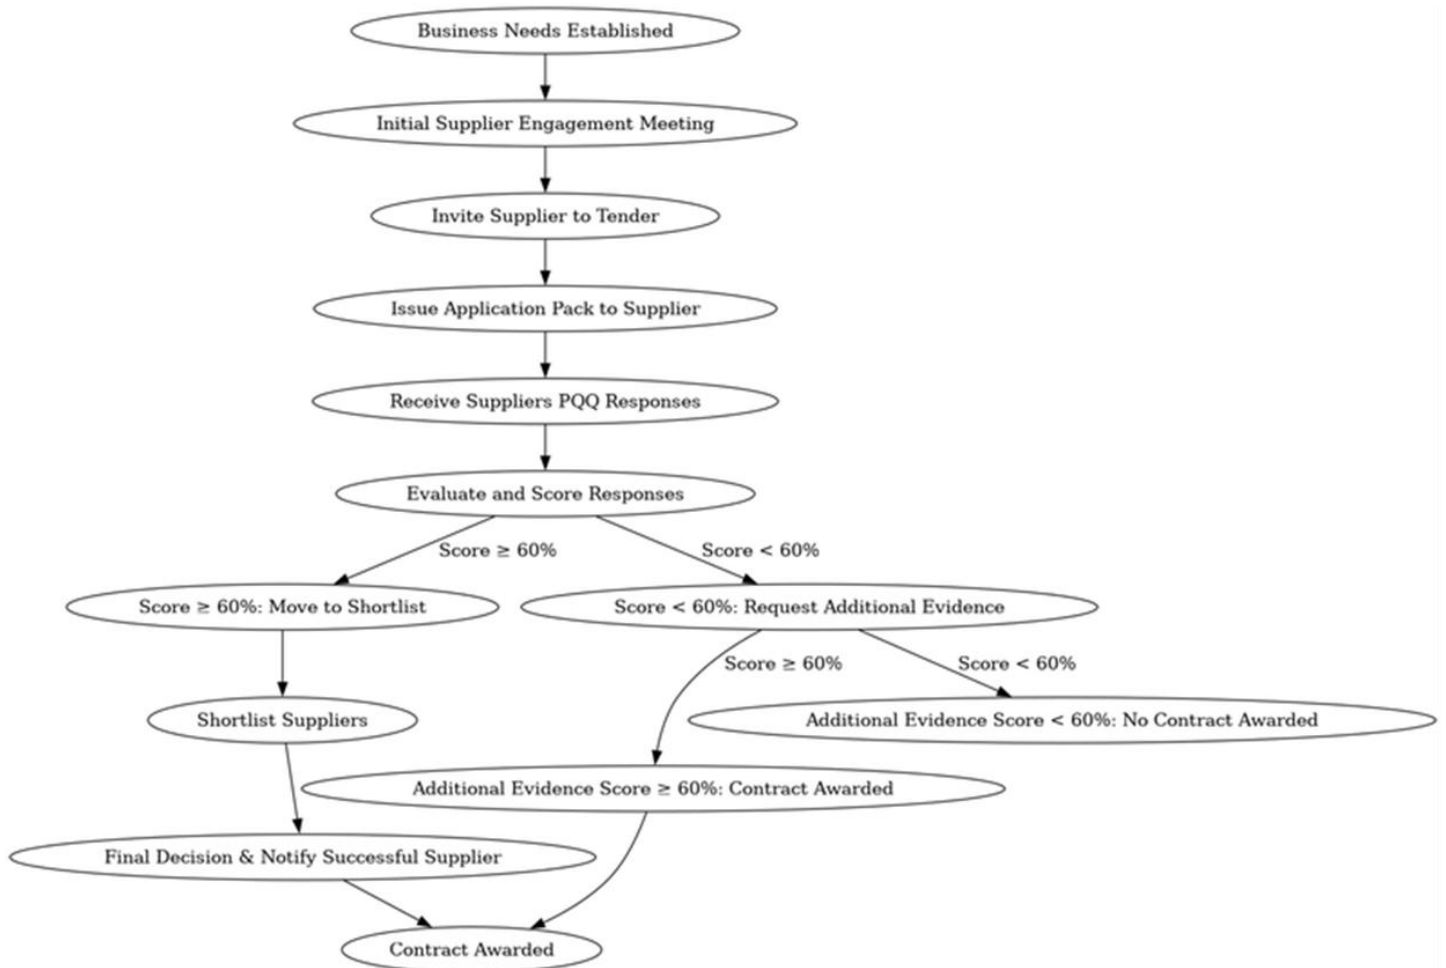 Business Needs Established
Initial Supplier Engagement Meeting
Invite Supplier to Tender
Issue Application Pack to Supplier
Receive Suppliers PQQ Responses
Evaluate and Score Responses
Score ≥ 60%
Score < 60%
Score ≥ 60%: Move to Shortlist
Score < 60%: Request Additional Evidence
Score ≥ 60%
Score < 60%
Shortlist Suppliers
Additional Evidence Score < 60%: No Contract Awarded
Additional Evidence Score ≥ 60%: Contract Awarded
Final Decision & Notify Successful Supplier
Contract Awarded